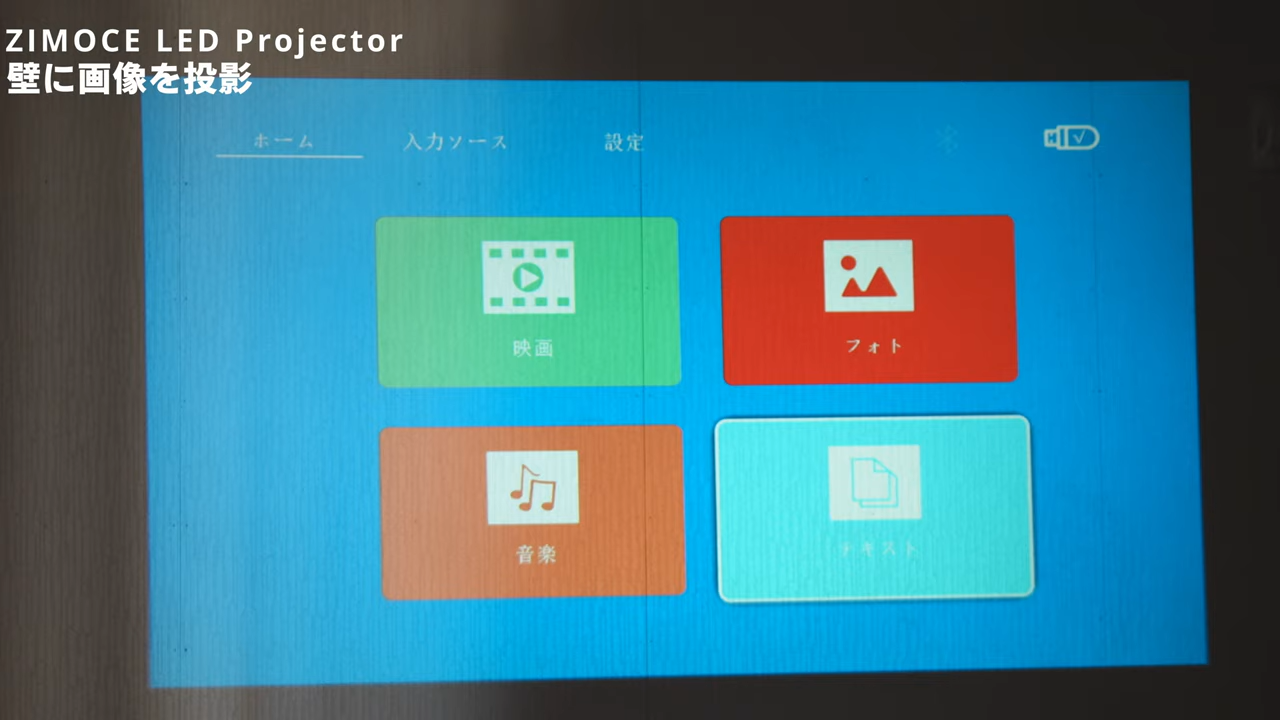 ZIMOCE LED Projector
壁に画像を投影
ホーム 入力ソース 設定
映画
フォト
音楽
テキスト